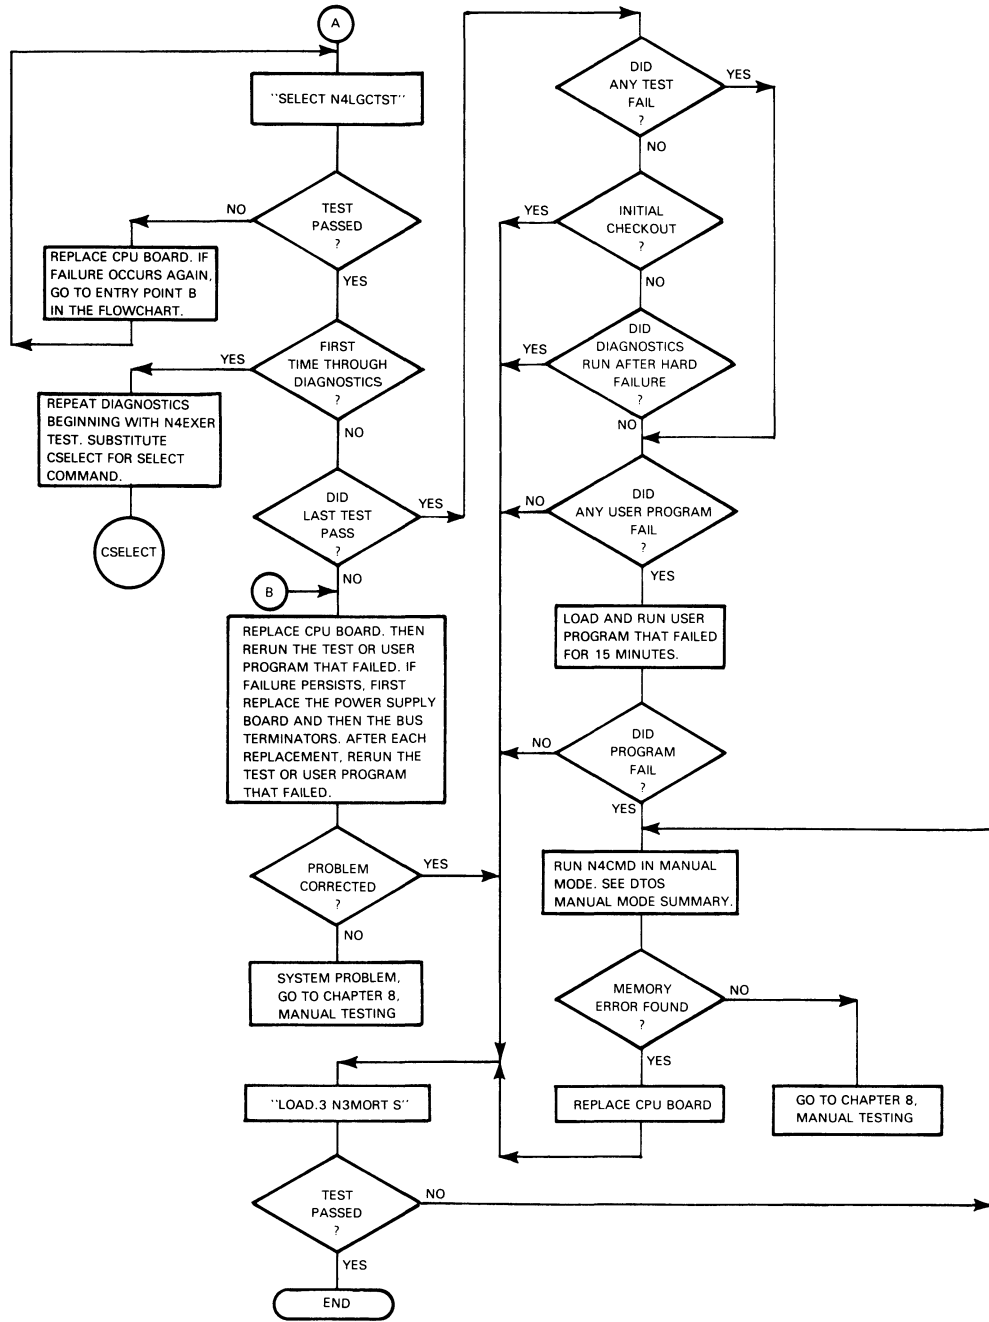 A
``SELECT N4LGCTST''
TEST
PASSED
?
NO
YES
REPLACE CPU BOARD. IF
FAILURE OCCURS AGAIN,
GO TO ENTRY POINT B
IN THE FLOWCHART.
FIRST
TIME THROUGH
DIAGNOSTICS
?
YES
NO
REPEAT DIAGNOSTICS
BEGINNING WITH N4EXER
TEST. SUBSTITUTE
CSELECT FOR SELECT
COMMAND.
CSELECT
DID
LAST TEST
PASS
?
YES
NO
B
REPLACE CPU BOARD. THEN
RERUN THE TEST OR USER
PROGRAM THAT FAILED. IF
FAILURE PERSISTS, FIRST
REPLACE THE POWER SUPPLY
BOARD AND THEN THE BUS
TERMINATORS. AFTER EACH
REPLACEMENT, RERUN THE
TEST OR USER PROGRAM
THAT FAILED.
PROBLEM
CORRECTED
?
YES
NO
SYSTEM PROBLEM,
GO TO CHAPTER 8,
MANUAL TESTING
"LOAD.3 N3MORT S"
TEST
PASSED
?
NO
YES
END
DID
ANY TEST
FAIL
?
YES
NO
INITIAL
CHECKOUT
?
YES
NO
DID
DIAGNOSTICS
RUN AFTER HARD
FAILURE
?
YES
NO
DID
ANY USER PROGRAM
FAIL
?
NO
YES
LOAD AND RUN USER
PROGRAM THAT FAILED
FOR 15 MINUTES.
DID
PROGRAM
FAIL
?
NO
YES
RUN N4CMD IN MANUAL
MODE. SEE DTOS
MANUAL MODE SUMMARY.
MEMORY
ERROR FOUND
?
NO
YES
REPLACE CPU BOARD
GO TO CHAPTER 8,
MANUAL TESTING